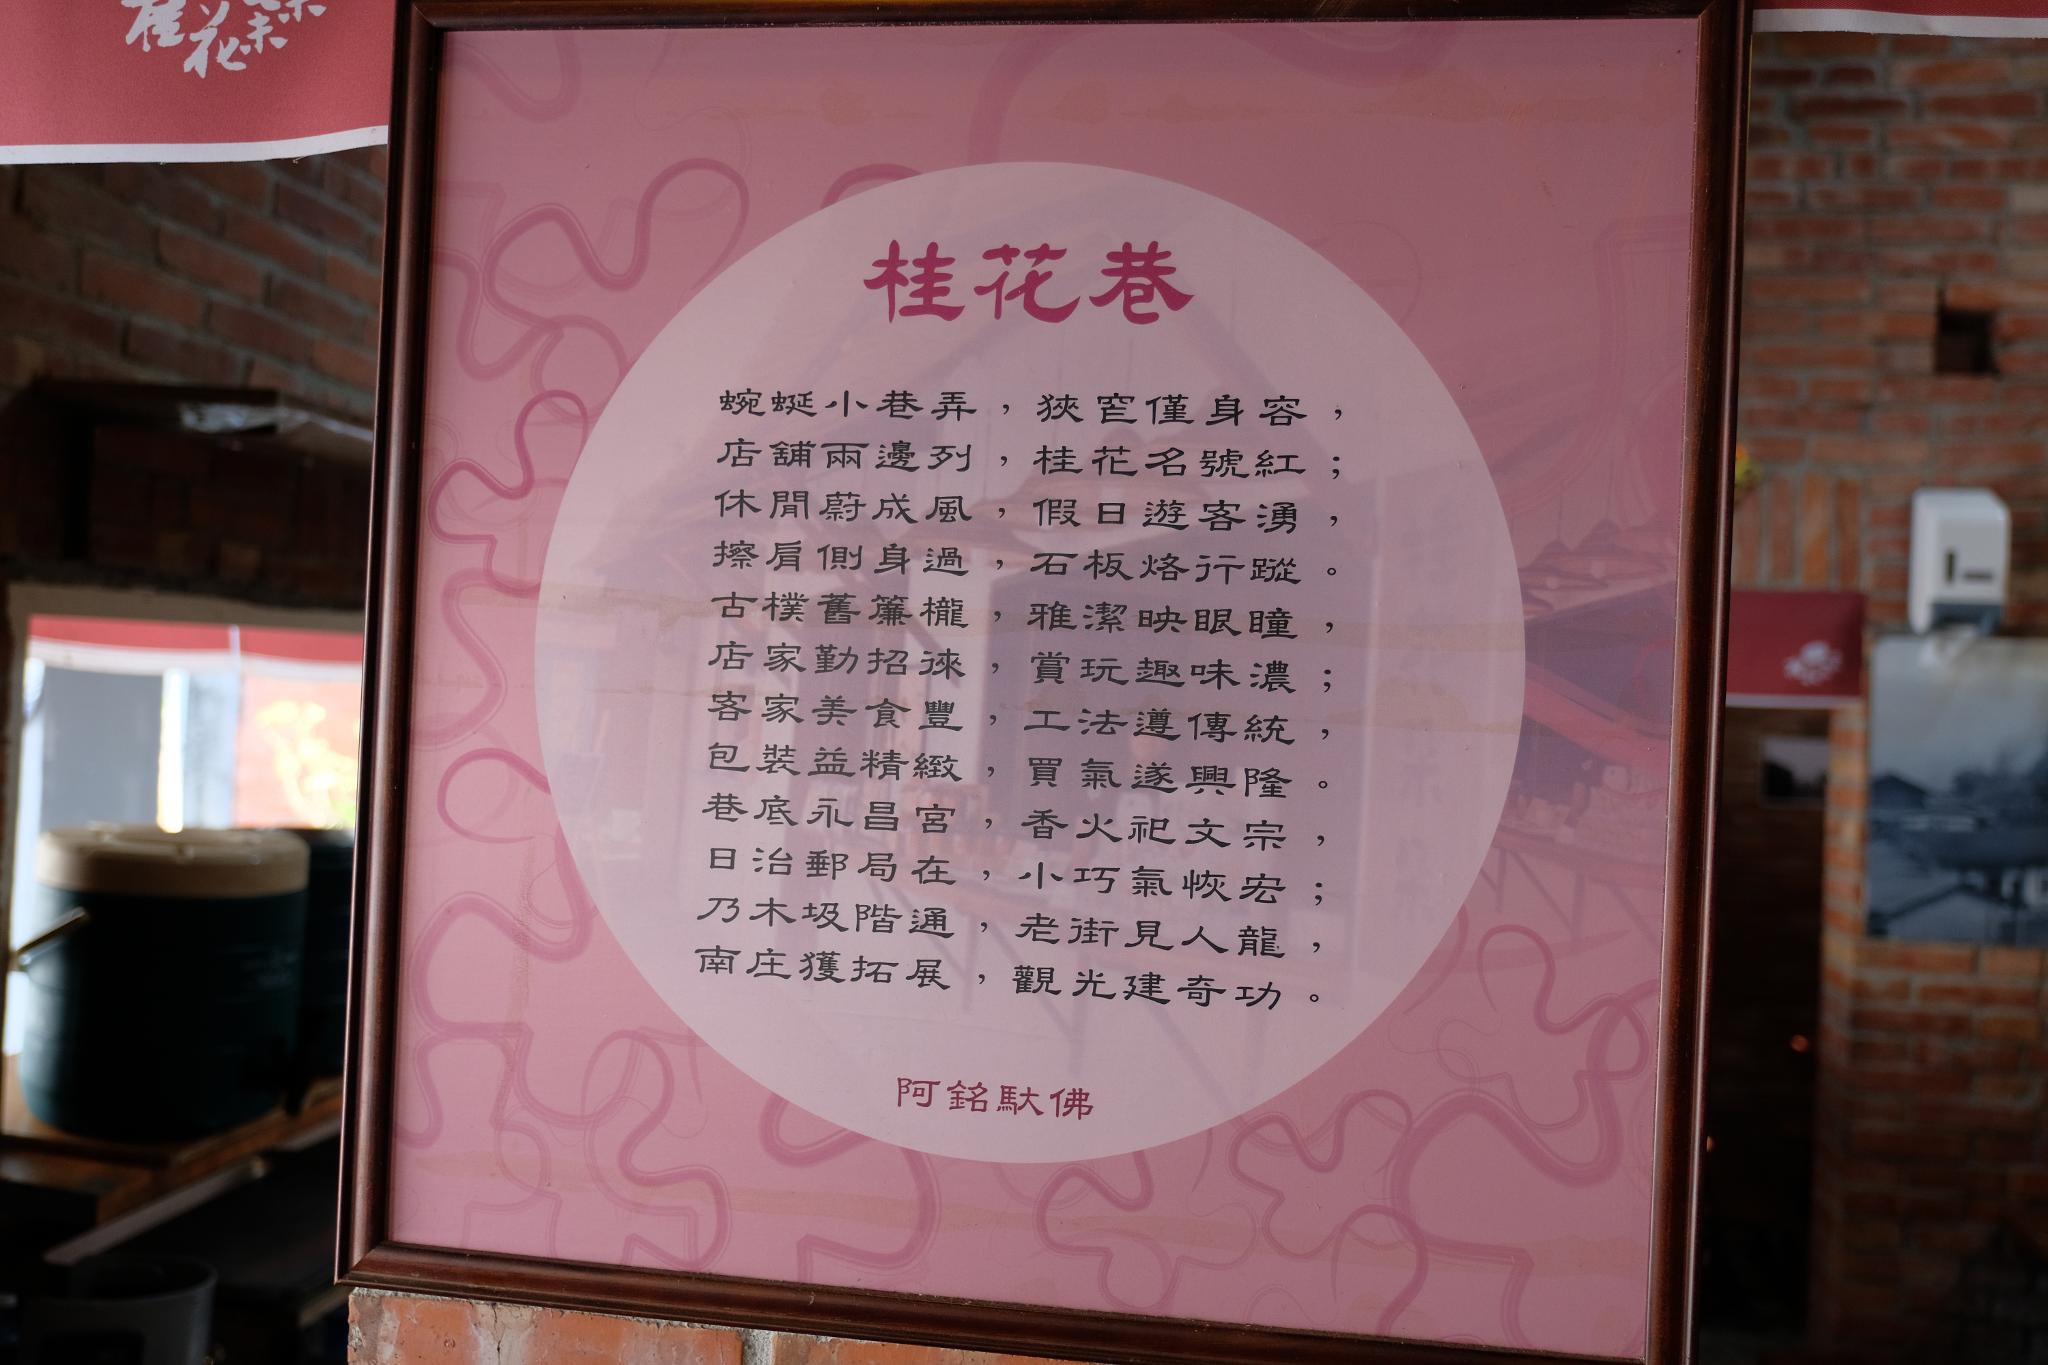 桂花巷
蜿蜒小巷弄，狹窄僅身容，
店舖兩邊列，桂花名號紅；
休閒蔚成風，假日遊客湧，
擦肩側身過，石板烙行蹤。
古樸舊簾櫳，雅潔映眼瞳，
店家勤招徠，賞玩趣味濃；
客家美食豐，工法遵傳統，
包裝益精緻，買氣遂興隆。
巷底永昌宮，香火祀文宗，
日治郵局在，小巧氣恢宏；
乃木圾階通，老街見人龍，
南庄獲拓展，觀光建奇功。
阿銘馱佛
桂花